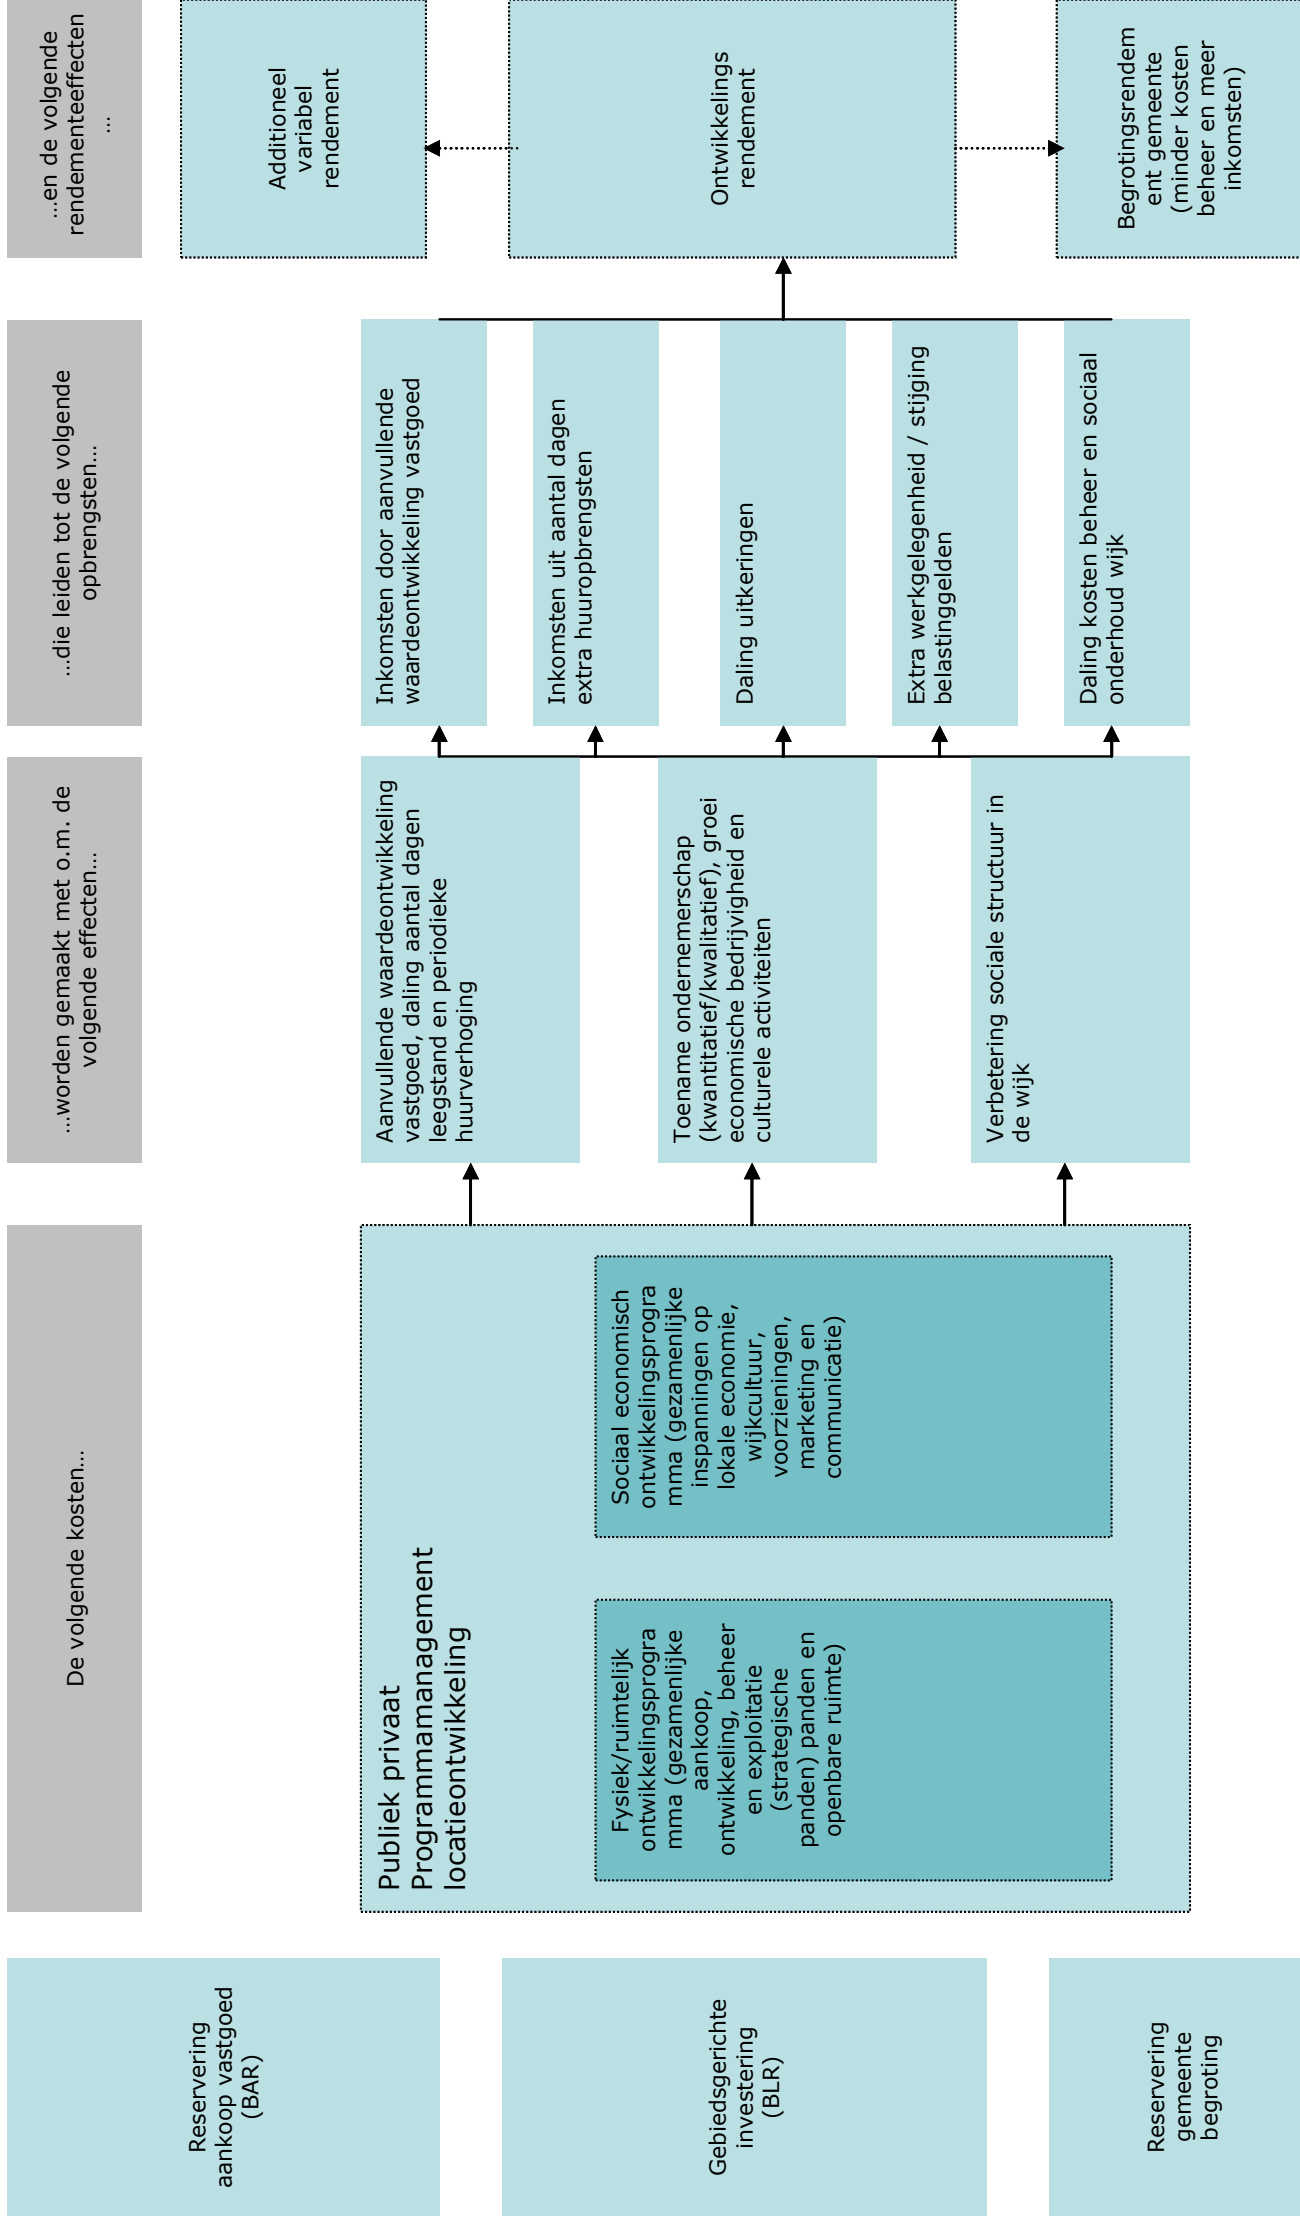 De volgende kosten...
...worden gemaakt met o.m. de
volgende effecten...
...die leiden tot de volgende
opbrengsten...
...en de volgende
rendementeeffecten
...
Reservering
aankoop vastgoed
(BAR)
Gebiedsgerichte
investering
(BLR)
Reservering
gemeente
begroting
Publiek privaat
Programmamanagement
locatieontwikkeling
Fysiek/ruimtelijk
ontwikkelingsprogra
mma (gezamenlijke
aankoop,
ontwikkeling, beheer
en exploitatie
(strategische
panden) panden en
openbare ruimte)
Sociaal economisch
ontwikkelingsprogra
mma (gezamenlijke
inspanningen op
lokale economie,
wijkcultuur,
voorzieningen,
marketing en
communicatie)
Aanvullende waardeontwikkeling
vastgoed, daling aantal dagen
leegstand en periodieke
huurverhoging
Toename ondernemerschap
(kwantitatief/kwalitatief), groei
economische bedrijvigheid en
culturele activiteiten
Verbetering sociale structuur in
de wijk
Inkomsten door aanvullende
waardeontwikkeling vastgoed
Inkomsten uit aantal dagen
extra huuropbrengsten
Daling uitkeringen
Extra werkgelegenheid / stijging
belastinggelden
Daling kosten beheer en sociaal
onderhoud wijk
Additioneel
variabel
rendement
Ontwikkelings
rendement
Begrotingsrendem
ent gemeente
(minder kosten
beheer en meer
inkomsten)